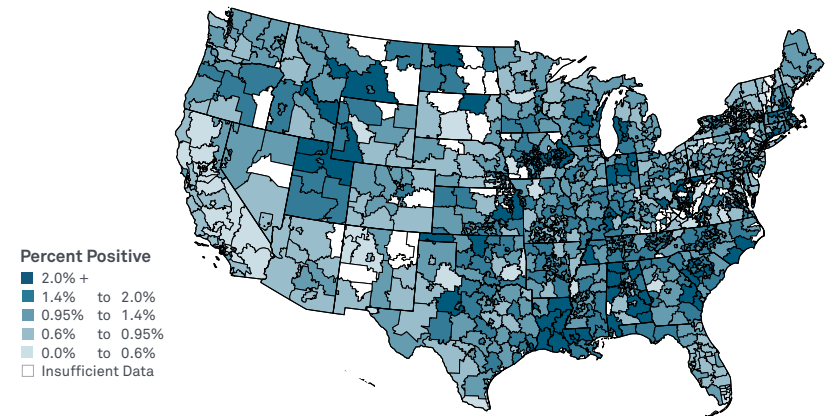 Percent Positive
2.0% +
1.4% to 2.0%
0.95% to 1.4%
0.6% to 0.95%
0.0% to 0.6%
Insufficient Data